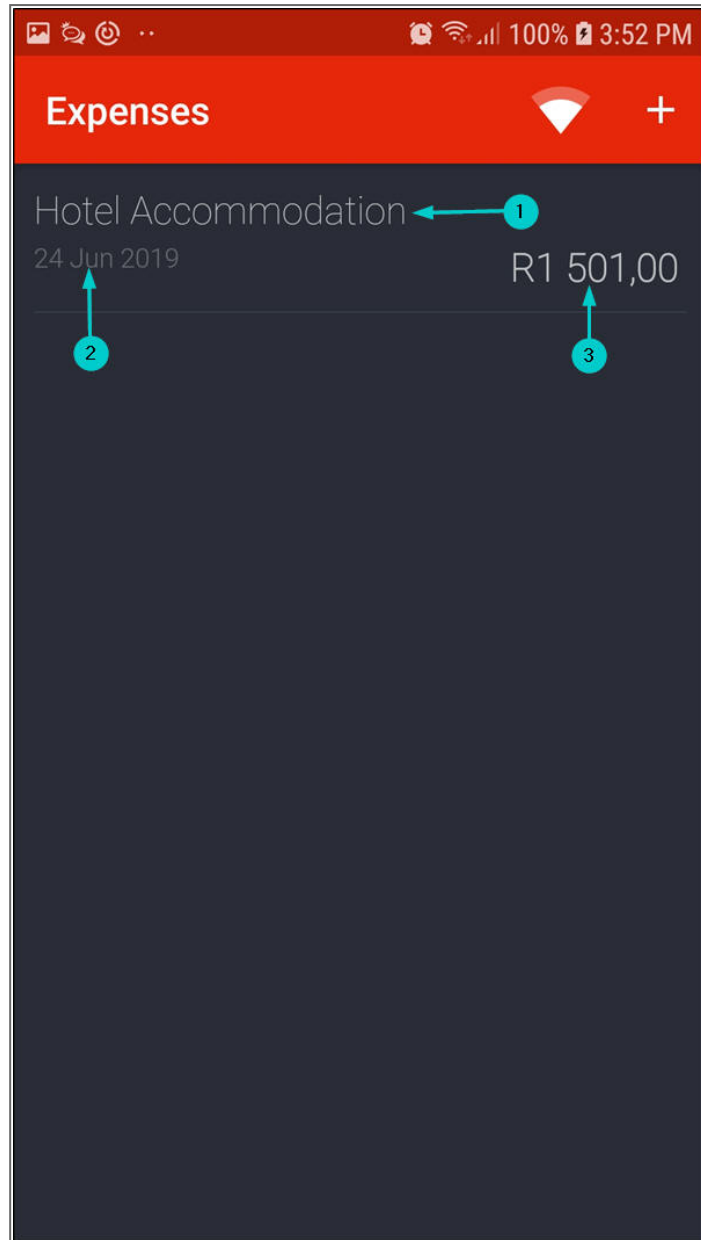 100% 3:52 PM
Expenses
+
Hotel Accommodation
1
24 Jun 2019
R1 501,00
2
3